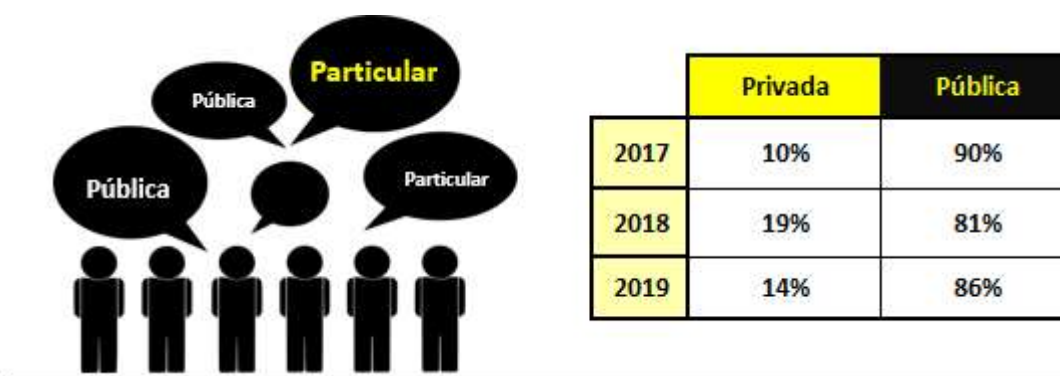 Particular
Pública
Pública
Particular
Privada Pública
2017 10% 90%
2018 19% 81%
2019 14% 86%